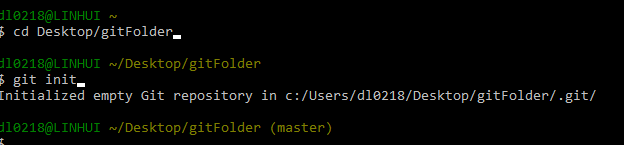 dl0218@LINHUI ~
$ cd Desktop/gitFolder
dl0218@LINHUI ~/Desktop/gitFolder
$ git init
Initialized empty Git repository in c:/Users/dl0218/Desktop/gitFolder/.git/
dl0218@LINHUI ~/Desktop/gitFolder (master)
$